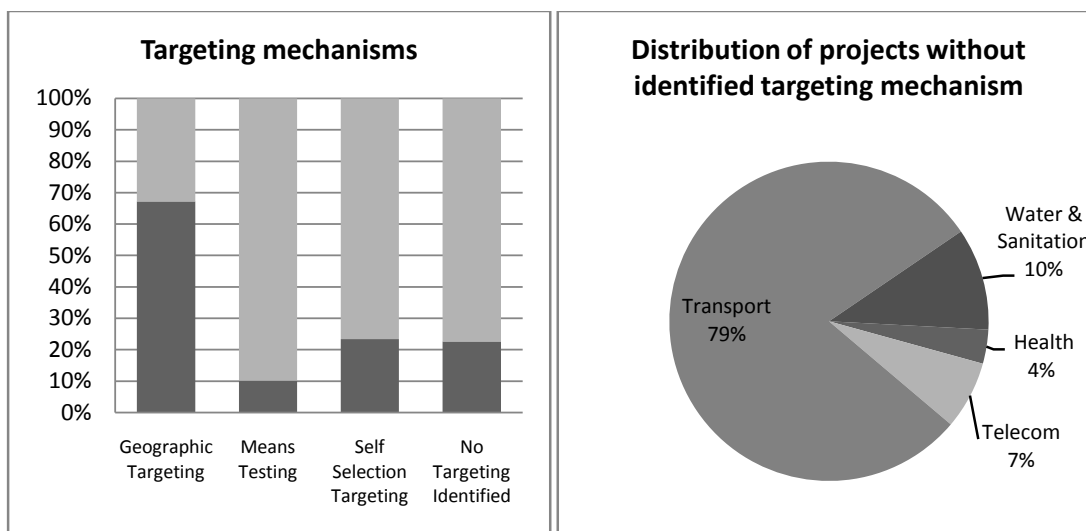 Targeting mechanisms
100%
90%
80%
70%
60%
50%
40%
30%
20%
10%
0%
Geographic
Targeting
Means
Testing
Self
Selection
Targeting
No
Targeting
Identified
Distribution of projects without
identified targeting mechanism
Transport
79%
Water &
Sanitation
10%
Health
4%
Telecom
7%